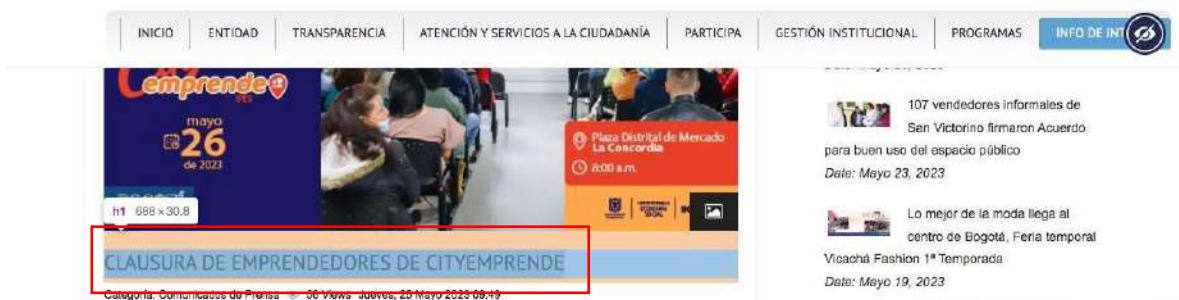 INICIO ENTIDAD TRANSPARENCIA ATENCIÓN Y SERVICIOS A LA CIUDADANÍA PARTICIPA GESTIÓN INSTITUCIONAL PROGRAMAS INFO DE INT
emprende
IPES
mayo
26
de 2023
Plaza Distrital de Mercado
La Concordia
8:00 a.m.
h1 688 × 30.8
CLAUSURA DE EMPRENDEDORES DE CITYEMPRENDE
Categoría: Comunicados de Prensa 56 Views Jueves, 25 Mayo 2023 09:49
107 vendedores informales de
San Victorino firmaron Acuerdo
para buen uso del espacio público
Date: Mayo 23, 2023
Lo mejor de la moda llega al
centro de Bogotá, Feria temporal
Vicachá Fashion 1ª Temporada
Date: Mayo 19, 2023